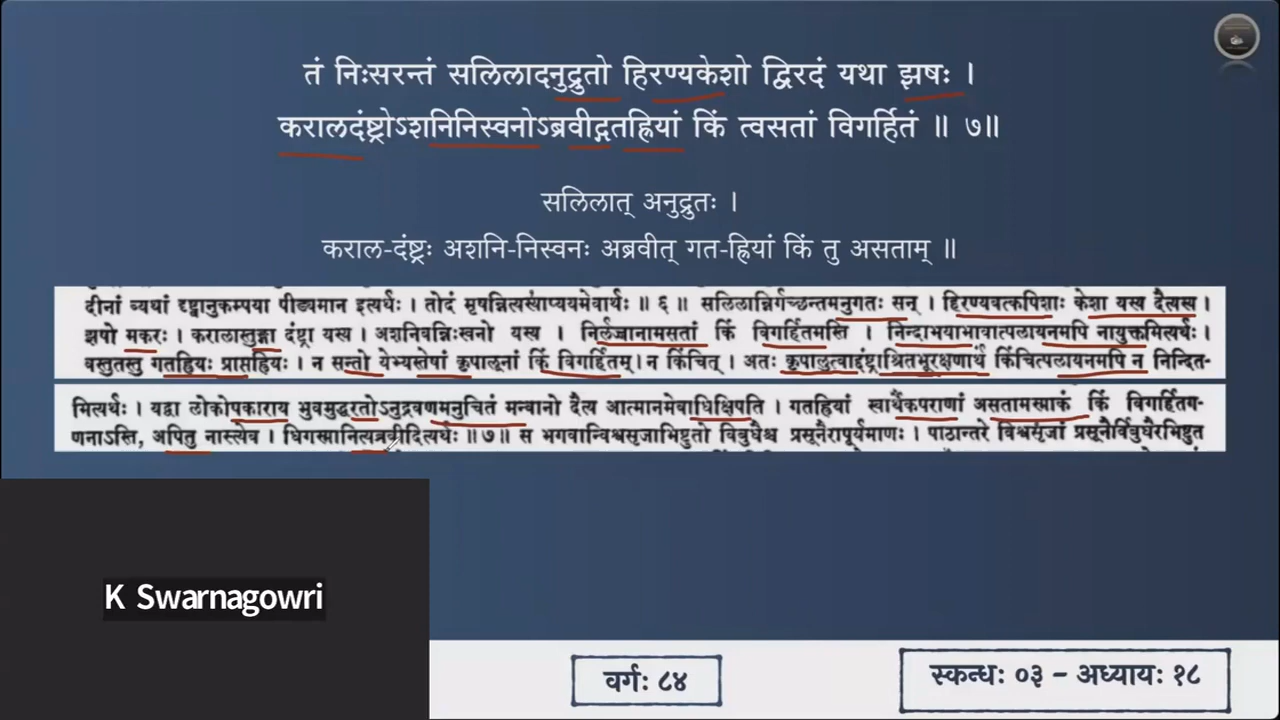 तं निःसरन्तं सलिलादनुद्रुतो हिरण्यकेशो द्विरदं यथा झषः ।
करालदंष्ट्रोऽशनिनिस्वनोऽब्रवीद्गतह्रियां किं त्वसतां विगर्हितं ॥ ७॥
सलिलात् अनुद्रुतः ।
कराल-दंष्ट्रः अशनि-निस्वनः अब्रवीत् गत-ह्रियां किं तु असताम् ॥
दीनां व्यथां दृष्ट्वानुकम्पया पीड्यमान इत्यर्थः । तोदं मृषन्नित्यस्याप्ययमेवार्थः ॥ ६ ॥ सलिलान्निर्गच्छन्तमनुगतः सन् । हिरण्यवत्कपिशाः केशा यस्य दैत्यस्य ।
झषो मकरः । करालास्तुङ्गा दंष्ट्रा यस्य । अशनिवन्निःस्वनो यस्य । निर्लज्जानामसतां किं विगर्हितमस्ति । निन्दाभयाभावात्पलायनमपि नायुक्तमित्यर्थः ।
वस्तुतस्तु गतह्रियः प्राप्तह्रियः । न सन्तो येभ्यस्तेषां कृपालूनां किं विगर्हितम् । न किंचित् । अतः कृपालुत्वाद्दंष्ट्राश्रितभूरक्षणार्थं किंचित्पलायनमपि न निन्दित-
मित्यर्थः । यद्वा लोकोपकाराय भुवमुद्धरतोऽनुद्रवणमनुचितं मन्वानो दैत्य आत्मानमेवाधिक्षिपति । गतह्रियां स्वार्थैकपराणां असतामस्माकं किं विगर्हितग-
णनाऽस्ति, अपितु नास्त्येव । धिगस्मानित्यब्रवीदित्यर्थः ॥ ७ ॥ स भगवान्विश्वसृजाभिष्टुतो विबुधैश्च प्रसूनैरापूर्यमाणः । पाठान्तरे विश्वसृजां प्रसूनैर्विबुधैरभिष्टुत
K Swarnagowri
वर्गः ८४
स्कन्धः ०३ – अध्यायः १८